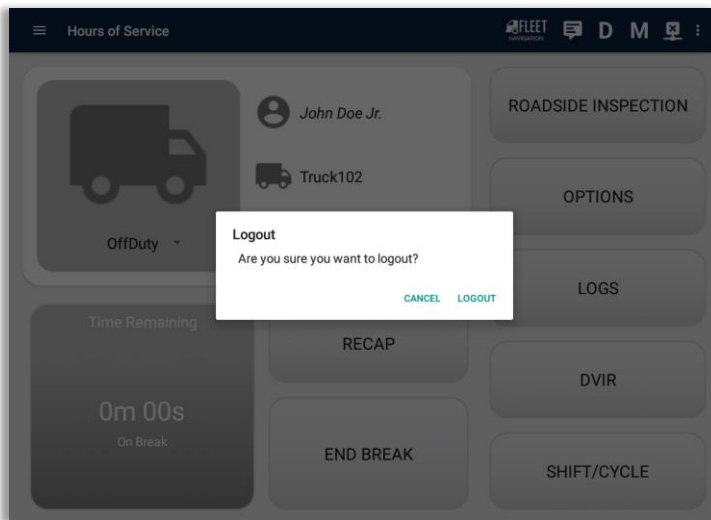 Hours of Service
FLEET
NAVIGATION
D M
John Doe Jr.
Truck102
OffDuty
Logout
Are you sure you want to logout?
CANCEL LOGOUT
Time Remaining
0m 00s
On Break
RECAP
END BREAK
ROADSIDE INSPECTION
OPTIONS
LOGS
DVIR
SHIFT/CYCLE